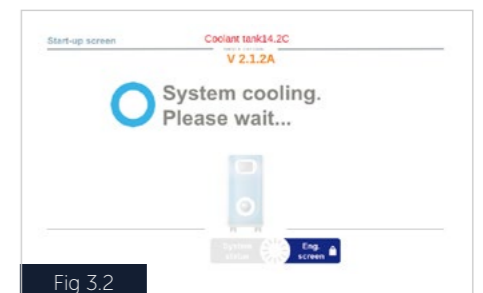 Start-up screen
Coolant tank14.2C
V 2.1.2A
System cooling.
Please wait...
System
status
Eng.
screen
Fig 3.2